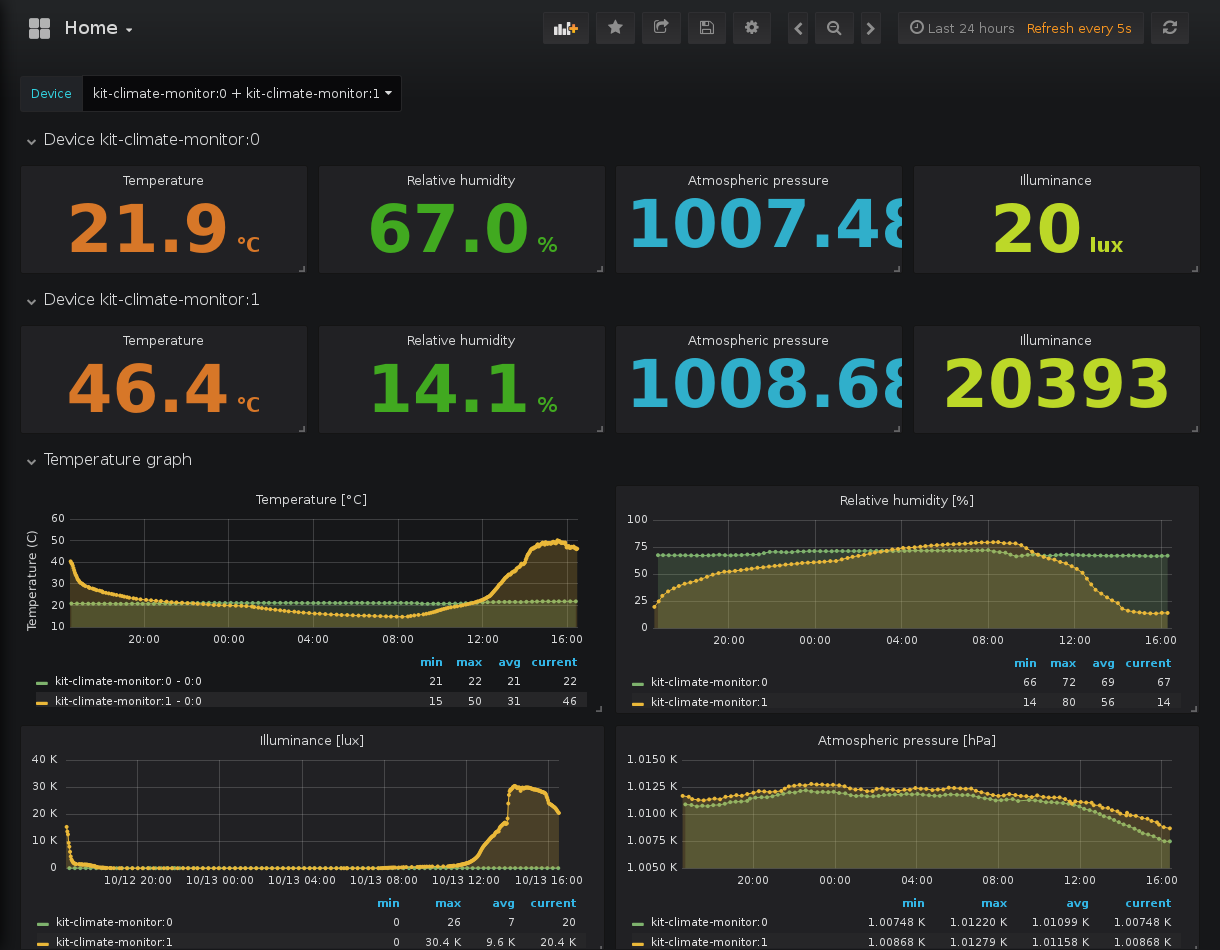 Home
Last 24 hours Refresh every 5s
Device kit-climate-monitor:0 + kit-climate-monitor:1
Device kit-climate-monitor:0
Temperature Relative humidity Atmospheric pressure Illuminance
21.9 °C 67.0 % 1007.48 20 lux
Device kit-climate-monitor:1
Temperature Relative humidity Atmospheric pressure Illuminance
46.4 °C 14.1 % 1008.68 20393
Temperature graph
Temperature [°C]
Temperature (C)
60
50
40
30
20
10
20:00 00:00 04:00 08:00 12:00 16:00
min max avg current
kit-climate-monitor:0 - 0:0 21 22 21 22
kit-climate-monitor:1 - 0:0 15 50 31 46
Relative humidity [%]
100
75
50
25
0
20:00 00:00 04:00 08:00 12:00 16:00
min max avg current
kit-climate-monitor:0 66 72 69 67
kit-climate-monitor:1 14 80 56 14
Illuminance [lux]
40 K
30 K
20 K
10 K
0
10/12 20:00 10/13 00:00 10/13 04:00 10/13 08:00 10/13 12:00 10/13 16:00
min max avg current
kit-climate-monitor:0 0 26 7 20
kit-climate-monitor:1 0 30.4 K 9.6 K 20.4 K
Atmospheric pressure [hPa]
1.0150 K
1.0125 K
1.0100 K
1.0075 K
1.0050 K
20:00 00:00 04:00 08:00 12:00 16:00
min max avg current
kit-climate-monitor:0 1.00748 K 1.01220 K 1.01099 K 1.00748 K
kit-climate-monitor:1 1.00868 K 1.01279 K 1.01158 K 1.00868 K